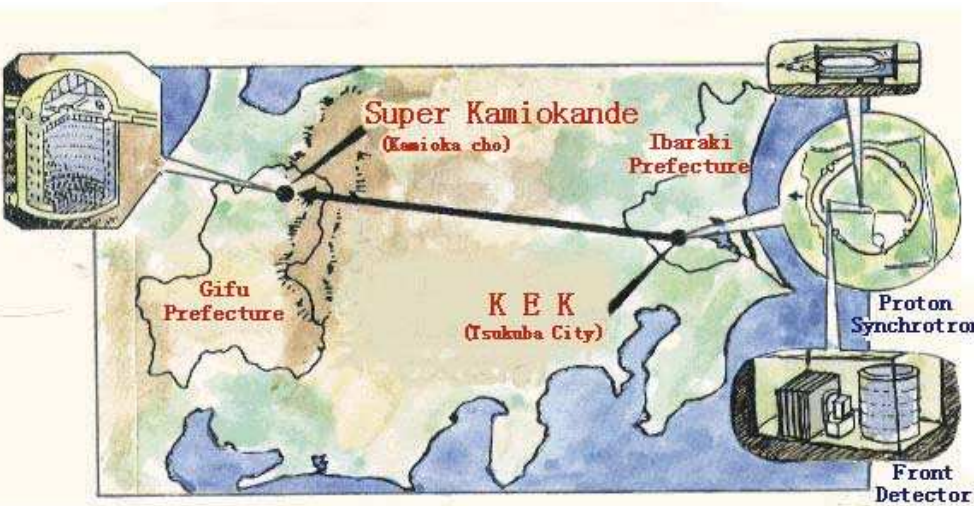 Super Kamiokande
(Kamioka cho)
Ibaraki
Prefecture
Gifu
Prefecture
K E K
(Tsukuba City)
Proton
Synchrotron
Front
Detector